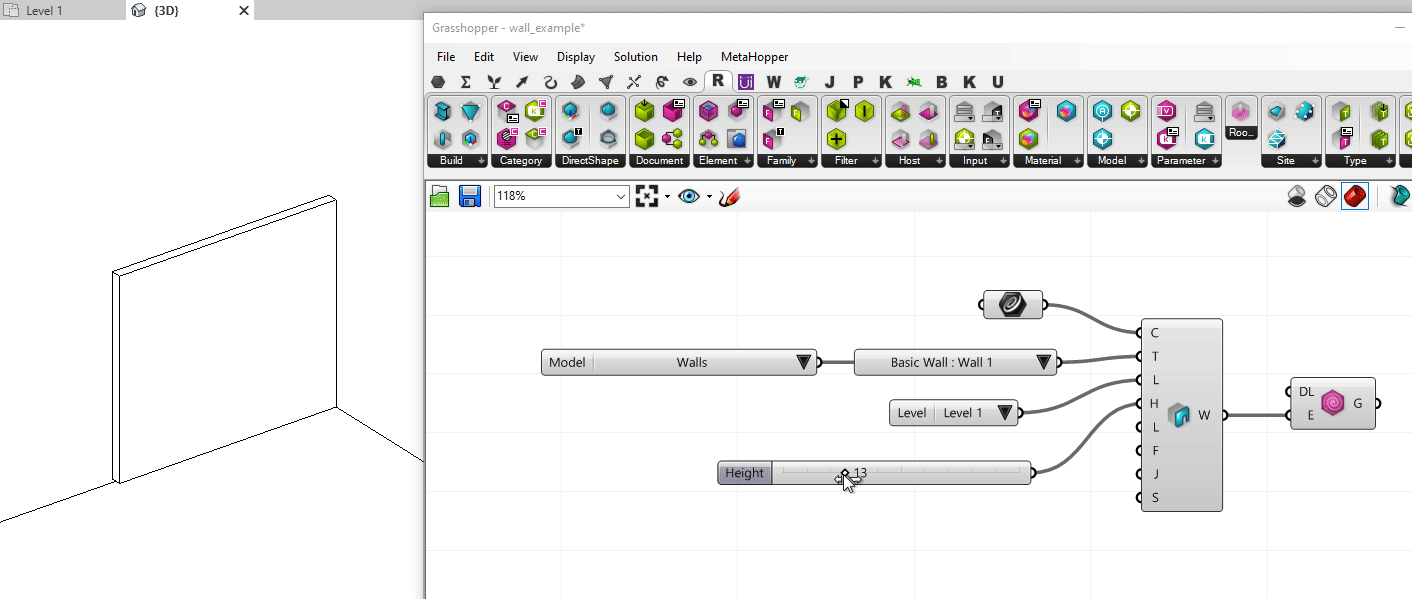 Level 1
{3D}
Grasshopper - wall_example*
File Edit View Display Solution Help MetaHopper
R W J P K B K U
Build Category DirectShape Document Element Family Filter Host Input Material Model Parameter Roo... Site Type
118%
C
Model Walls
Basic Wall : Wall 1
T
Level Level 1
L
H
L
F
J
S
W
DL
E
G
Height 13